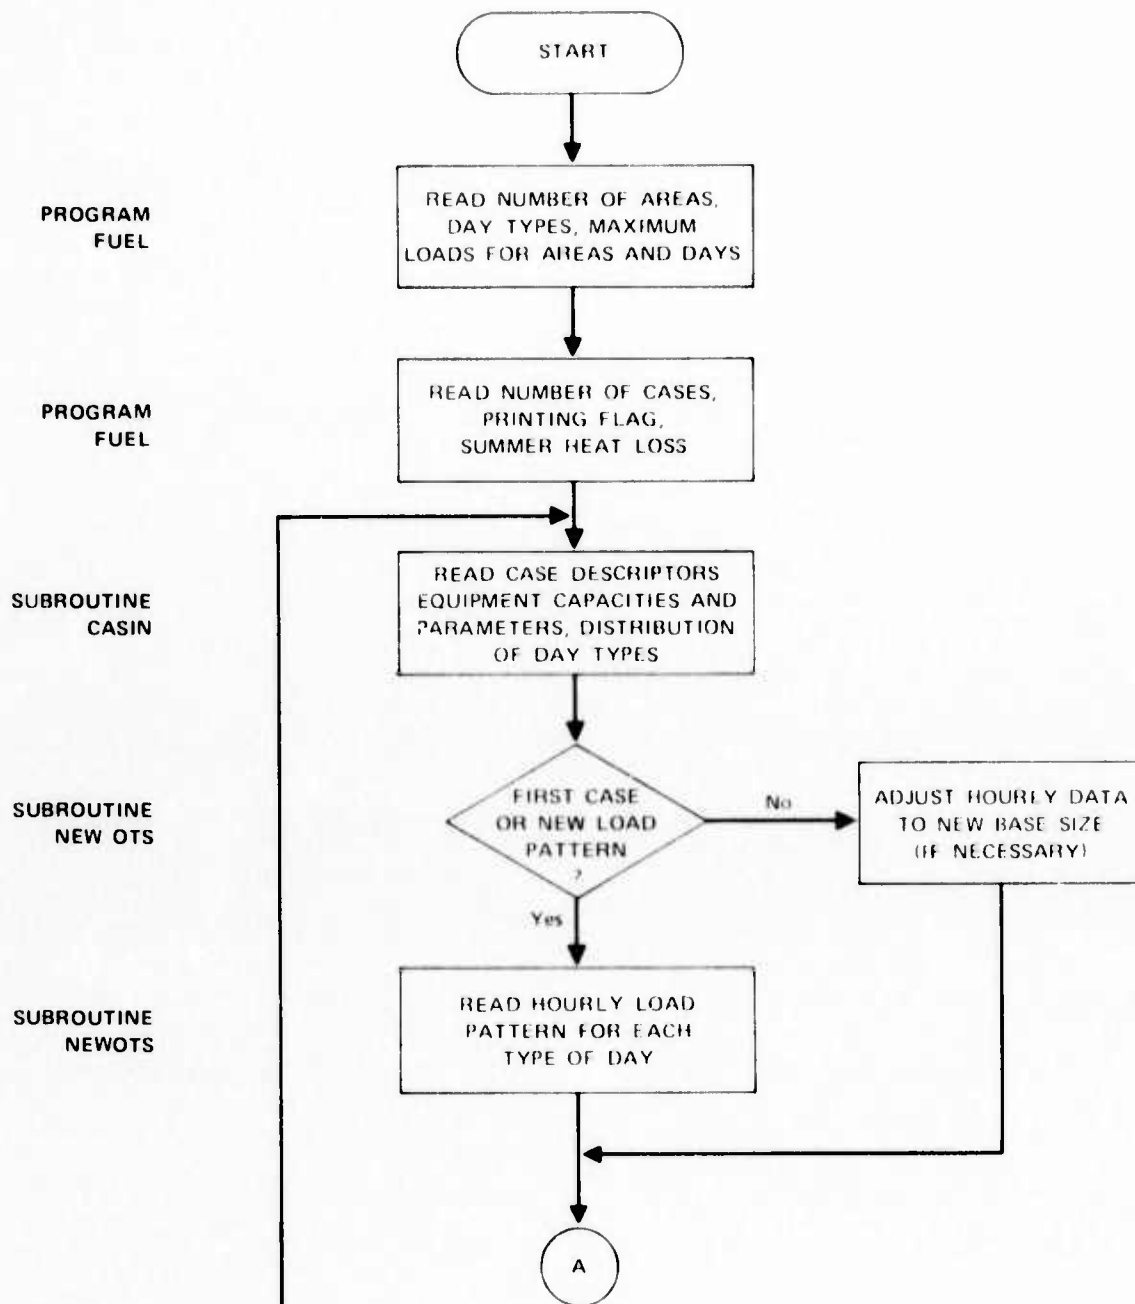 START
PROGRAM
FUEL
READ NUMBER OF AREAS,
DAY TYPES, MAXIMUM
LOADS FOR AREAS AND DAYS
PROGRAM
FUEL
READ NUMBER OF CASES,
PRINTING FLAG,
SUMMER HEAT LOSS
SUBROUTINE
CASIN
READ CASE DESCRIPTORS
EQUIPMENT CAPACITIES AND
PARAMETERS, DISTRIBUTION
OF DAY TYPES
SUBROUTINE
NEW OTS
FIRST CASE
OR NEW LOAD
PATTERN
?
No
ADJUST HOURLY DATA
TO NEW BASE SIZE
(IF NECESSARY)
Yes
SUBROUTINE
NEWOTS
READ HOURLY LOAD
PATTERN FOR EACH
TYPE OF DAY
A